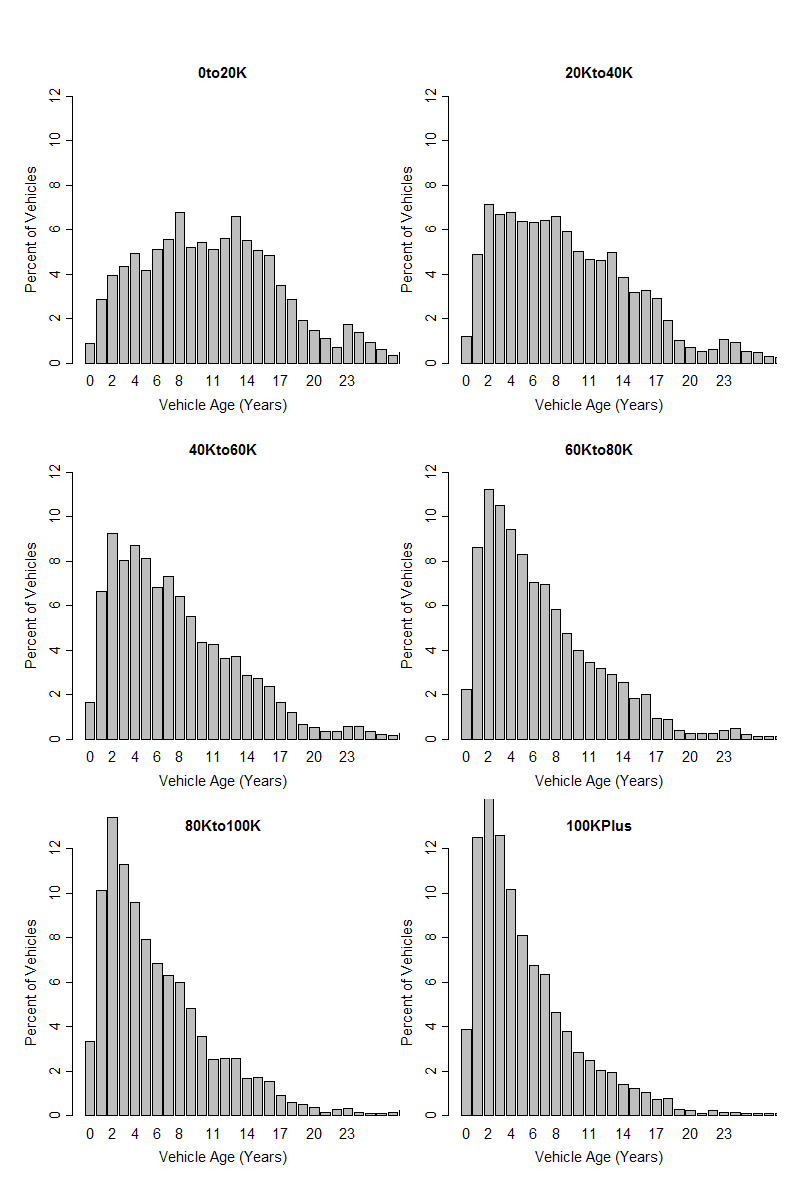 0to20K
Percent of Vehicles
0 2 4 6 8 10 12
0 2 4 6 8 11 14 17 20 23
Vehicle Age (Years)
20Kto40K
Percent of Vehicles
0 2 4 6 8 10 12
0 2 4 6 8 11 14 17 20 23
Vehicle Age (Years)
40Kto60K
Percent of Vehicles
0 2 4 6 8 10 12
0 2 4 6 8 11 14 17 20 23
Vehicle Age (Years)
60Kto80K
Percent of Vehicles
0 2 4 6 8 10 12
0 2 4 6 8 11 14 17 20 23
Vehicle Age (Years)
80Kto100K
Percent of Vehicles
0 2 4 6 8 10 12
0 2 4 6 8 11 14 17 20 23
Vehicle Age (Years)
100KPlus
Percent of Vehicles
0 2 4 6 8 10 12
0 2 4 6 8 11 14 17 20 23
Vehicle Age (Years)